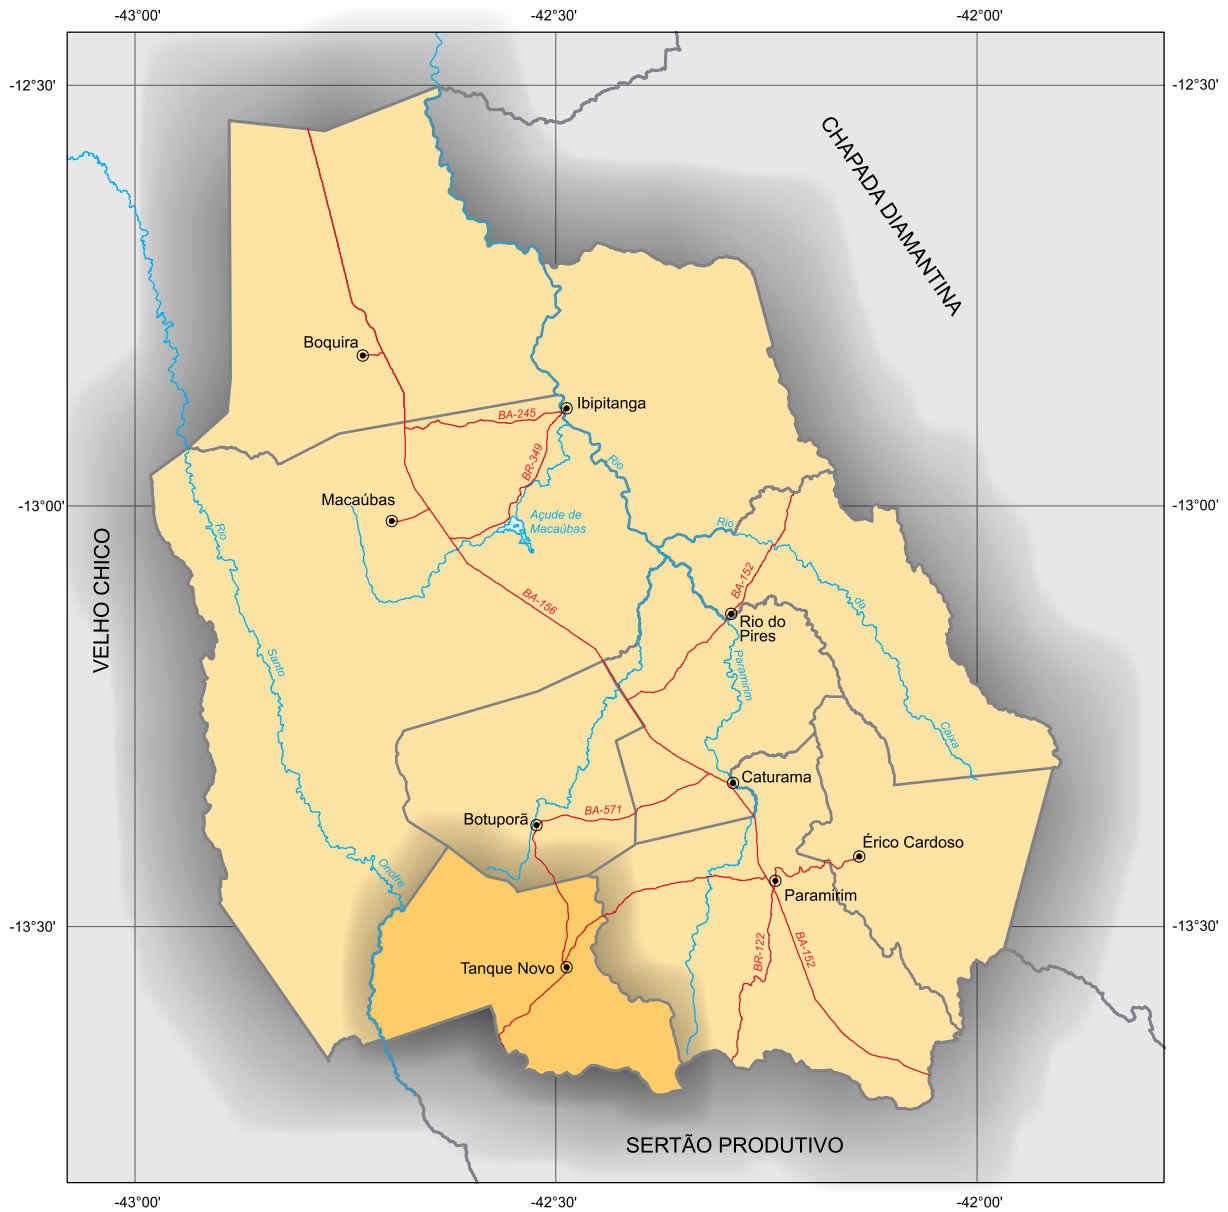 -43°00'
-42°30'
-42°00'
-12°30'
-12°30'
CHAPADA DIAMANTINA
Boquira
Ibipitanga
BA-245
BR-349
Rio
Macaúbas
-13°00'
-13°00'
Açude de
Macaúbas
Rio
Rio
VELHO CHICO
BA-156
BA-152
da
Rio do
Pires
Santo
Paramirim
Caixa
Caturama
BA-571
Botuporã
Érico Cardoso
Onofre
Paramirim
-13°30'
-13°30'
BR-122
BA-152
Tanque Novo
SERTÃO PRODUTIVO
-43°00'
-42°30'
-42°00'